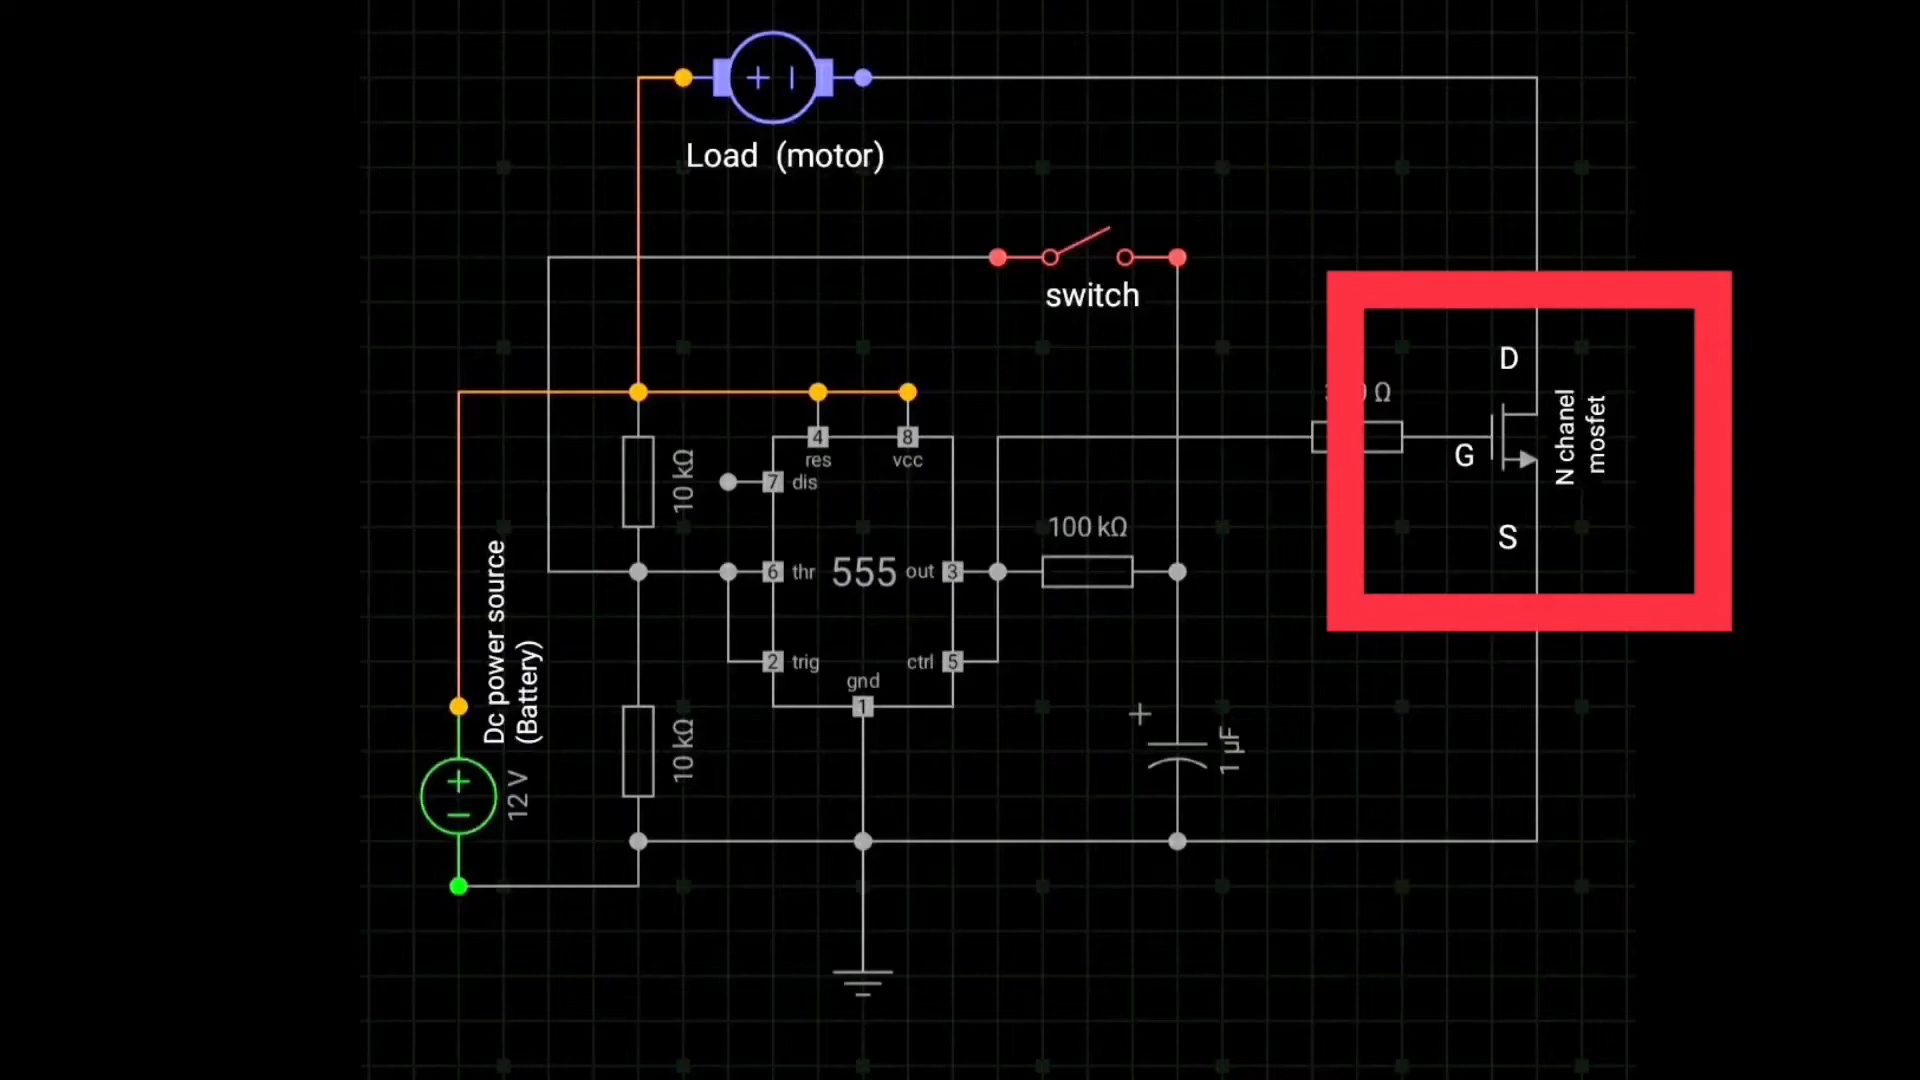 + −
Load (motor)
switch
D
Ω
G
N chanel
mosfet
S
4
8
res
vcc
7
dis
10 kΩ
100 kΩ
6
thr
555
out
3
2
trig
ctrl
5
gnd
1
Dc power source
(Battery)
+
−
12 V
10 kΩ
+
1 µF